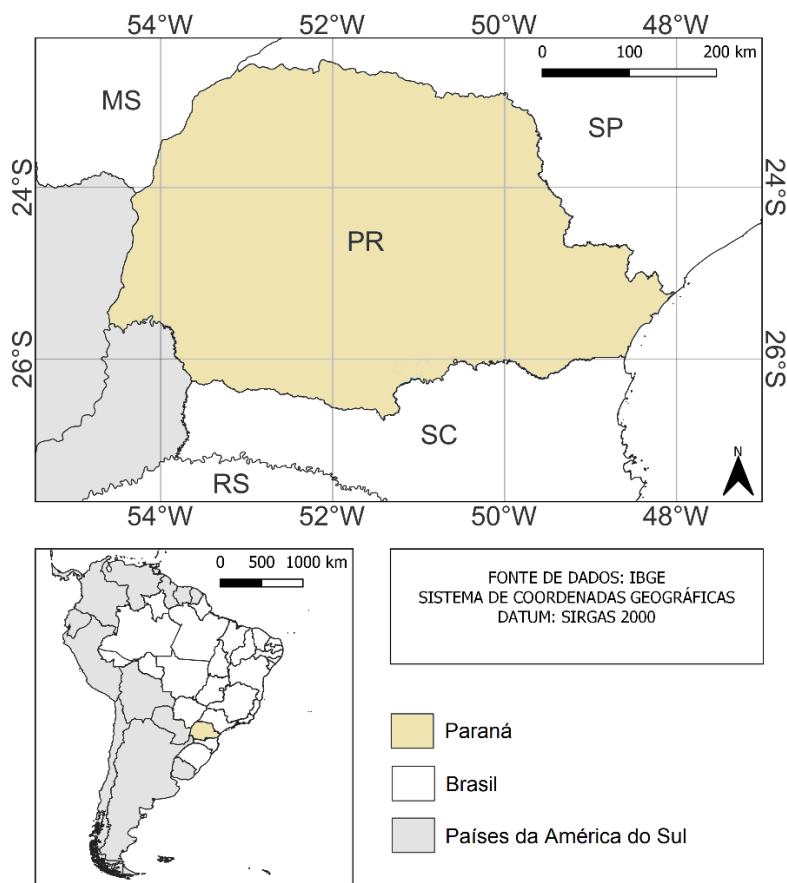 54°W 52°W 50°W 48°W
0 100 200 km
MS
SP
24°S
24°S
PR
26°S
26°S
SC
RS
N
54°W 52°W 50°W 48°W
0 500 1000 km
FONTE DE DADOS: IBGE
SISTEMA DE COORDENADAS GEOGRÁFICAS
DATUM: SIRGAS 2000
Paraná
Brasil
Países da América do Sul